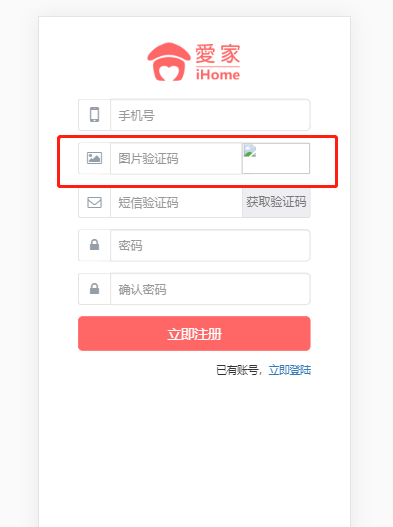 愛家
iHome
手机号
图片验证码
短信验证码 获取验证码
密码
确认密码
立即注册
已有账号，立即登陆